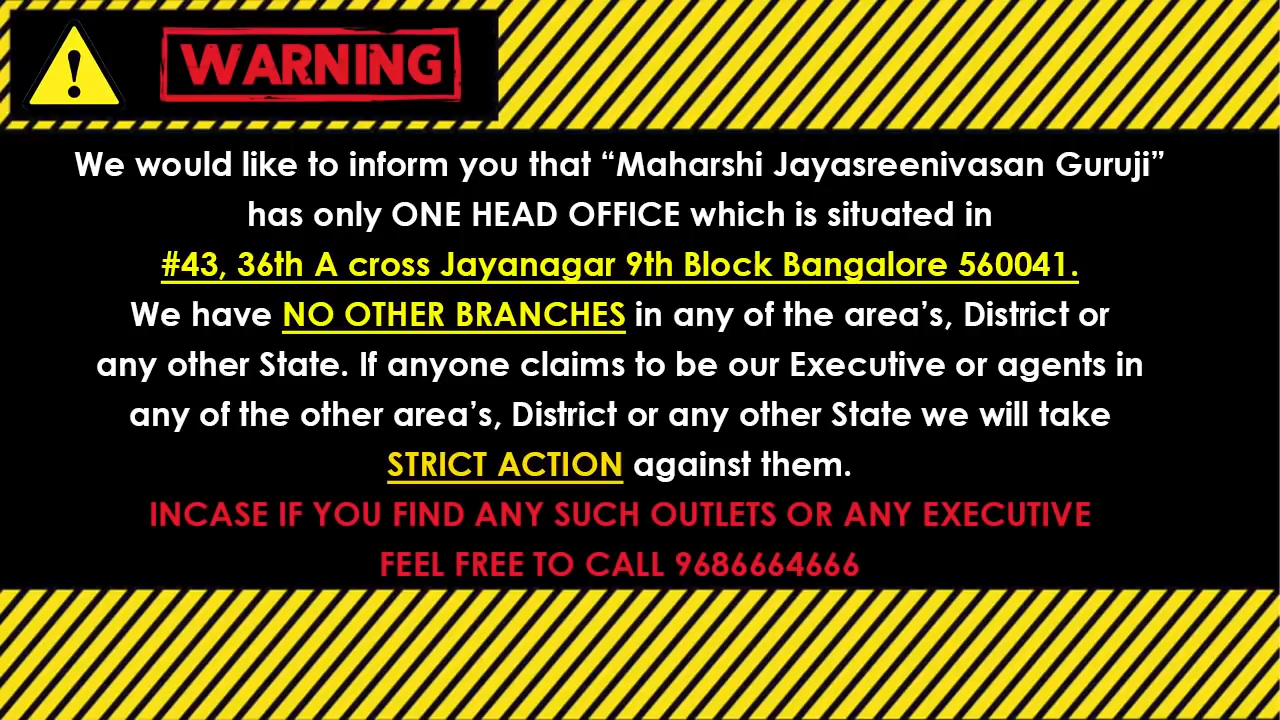 !
WARNING
We would like to inform you that “Maharshi Jayasreenivasan Guruji”
has only ONE HEAD OFFICE which is situated in
#43, 36th A cross Jayanagar 9th Block Bangalore 560041.
We have NO OTHER BRANCHES in any of the area’s, District or
any other State. If anyone claims to be our Executive or agents in
any of the other area’s, District or any other State we will take
STRICT ACTION against them.
INCASE IF YOU FIND ANY SUCH OUTLETS OR ANY EXECUTIVE
FEEL FREE TO CALL 9686664666